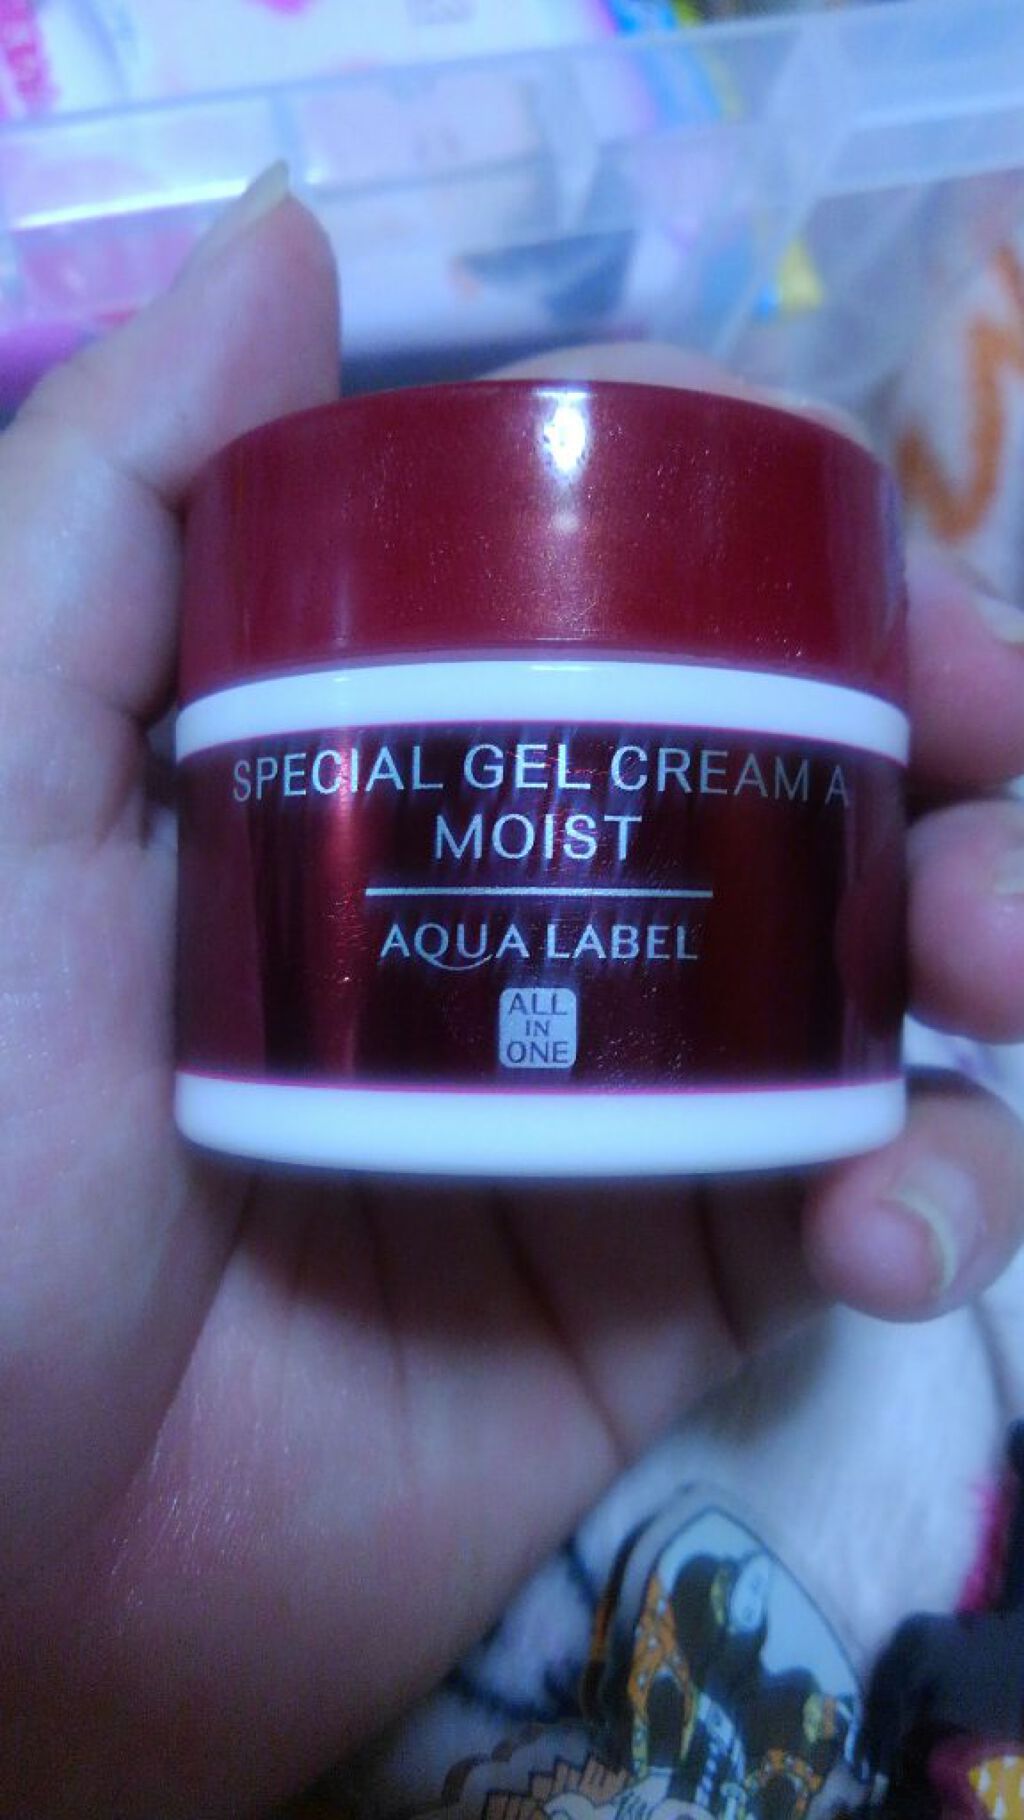 SPECIAL GEL CREAM A
MOIST
AQUA LABEL
ALL
IN
ONE